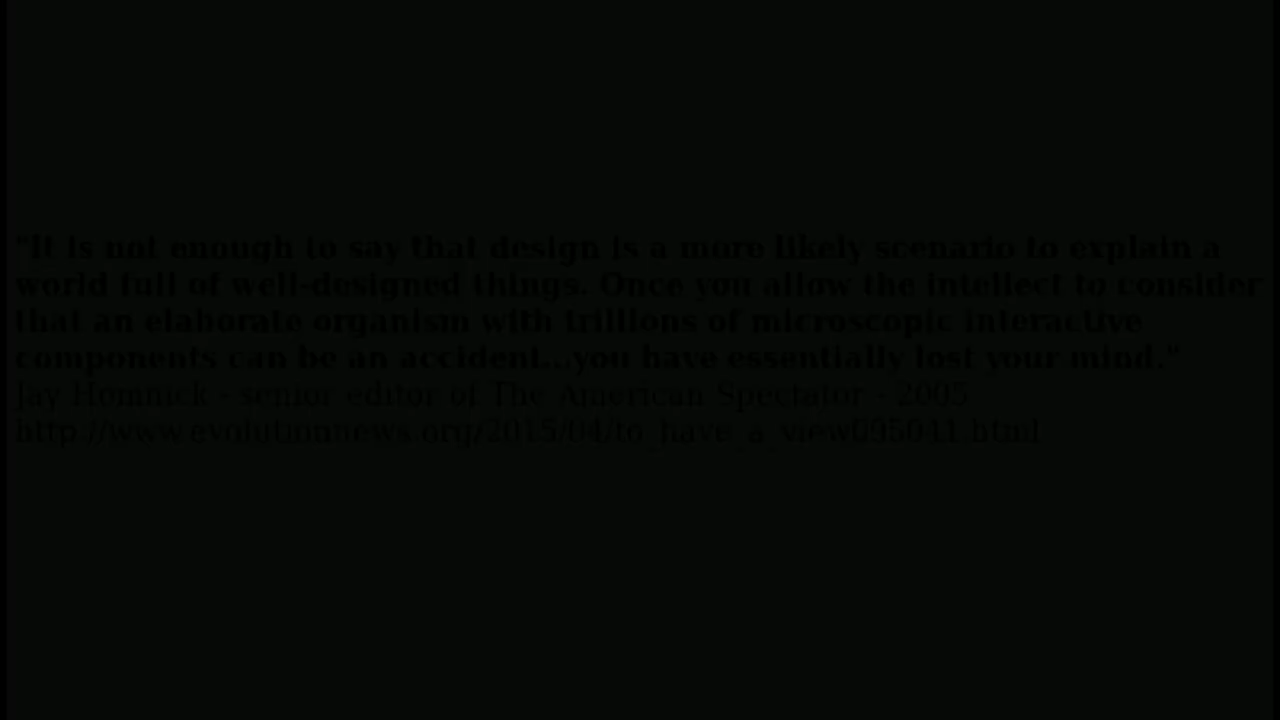 "It is not enough to say that design is a more likely scenario to explain a
world full of well-designed things. Once you allow the intellect to consider
that an elaborate organism with trillions of microscopic interactive
components can be an accident...you have essentially lost your mind."
Jay Homnick - senior editor of The American Spectator - 2005
http://www.evolutionnews.org/2015/04/to_have_a_view095041.html